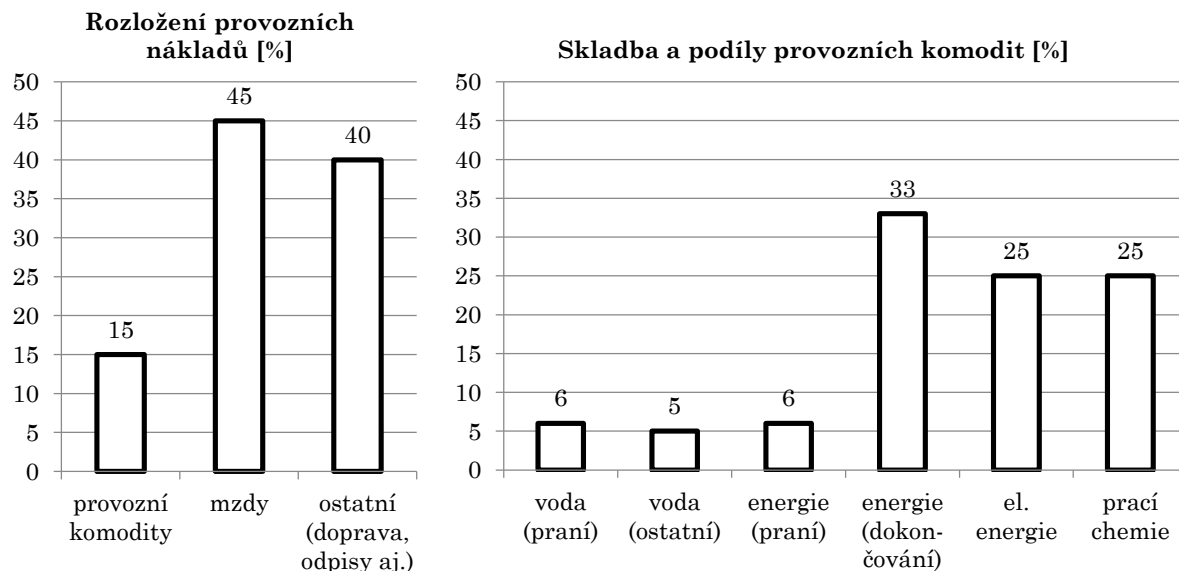 Rozložení provozních
nákladů [%]
50
45
40
35
30
25
20
15
10
5
0
15
45
40
provozní
komodity
mzdy
ostatní
(doprava,
odpisy aj.)
Skladba a podíly provozních komodit [%]
50
45
40
35
30
25
20
15
10
5
0
6
5
6
33
25
25
voda
(praní)
voda
(ostatní)
energie
(praní)
energie
(dokon-
čování)
el.
energie
prací
chemie